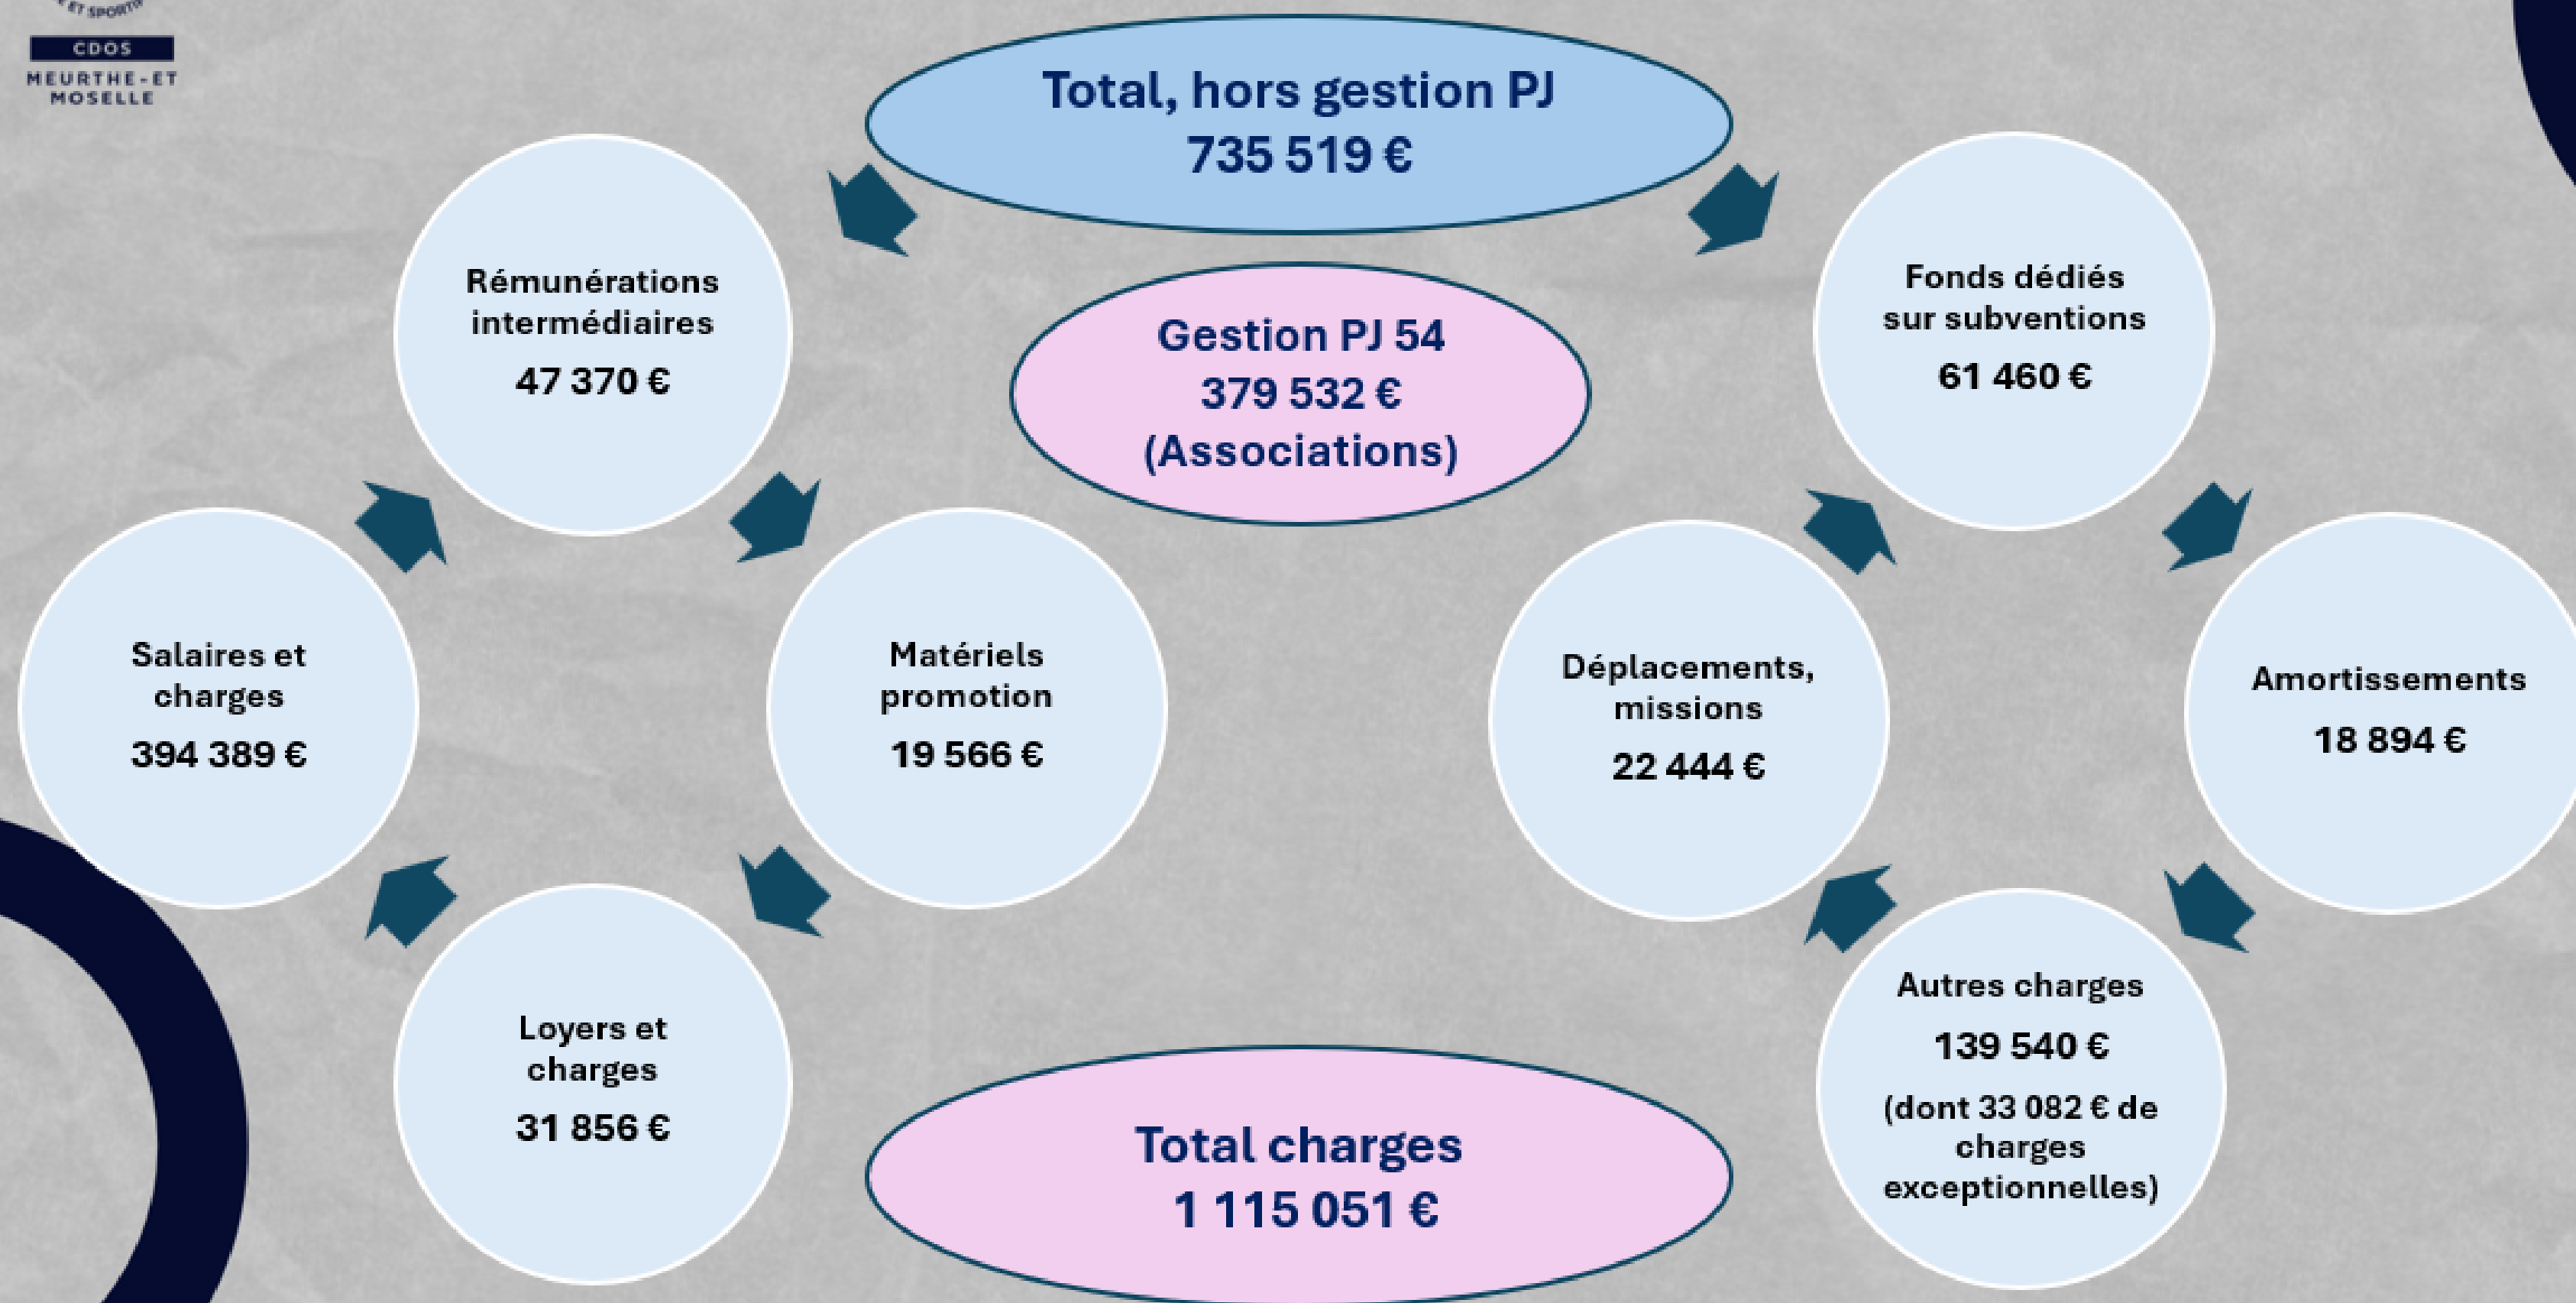 ET SPORTIF
CDOS
MEURTHE-ET
MOSELLE
Total, hors gestion PJ
735 519 €
Gestion PJ 54
379 532 €
(Associations)
Rémunérations
intermédiaires
47 370 €
Salaires et
charges
394 389 €
Matériels
promotion
19 566 €
Loyers et
charges
31 856 €
Fonds dédiés
sur subventions
61 460 €
Déplacements,
missions
22 444 €
Amortissements
18 894 €
Autres charges
139 540 €
(dont 33 082 € de
charges
exceptionnelles)
Total charges
1 115 051 €